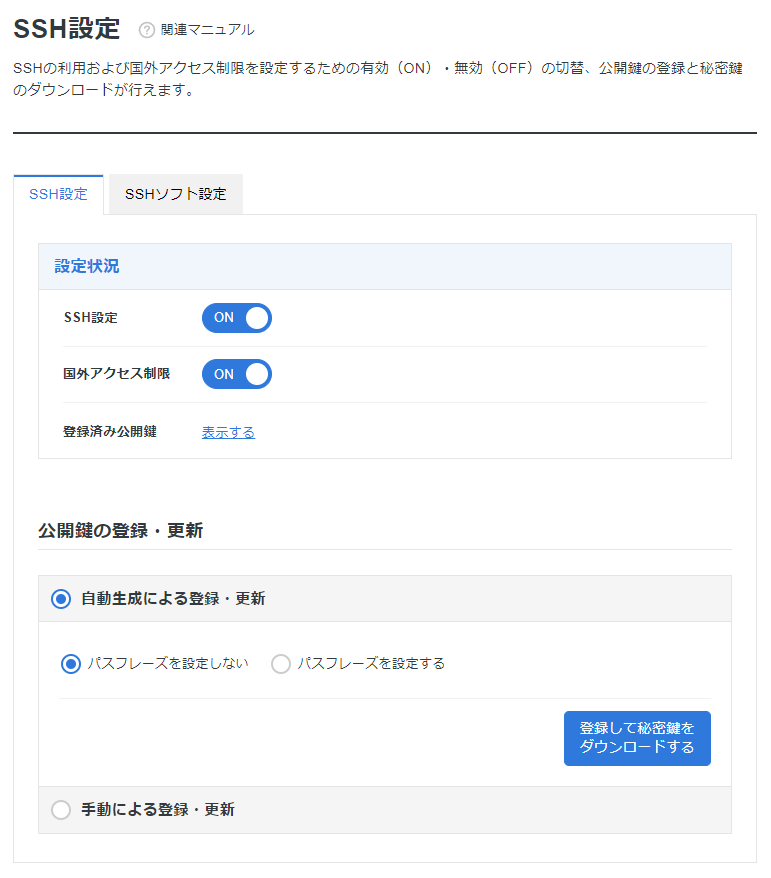 SSH設定
? 関連マニュアル
SSHの利用および国外アクセス制限を設定するための有効（ON）・無効（OFF）の切替、公開鍵の登録と秘密鍵
のダウンロードが行えます。
SSH設定 SSHソフト設定
設定状況
SSH設定 ON
国外アクセス制限 ON
登録済み公開鍵 表示する
公開鍵の登録・更新
自動生成による登録・更新
パスフレーズを設定しない パスフレーズを設定する
登録して秘密鍵を
ダウンロードする
手動による登録・更新